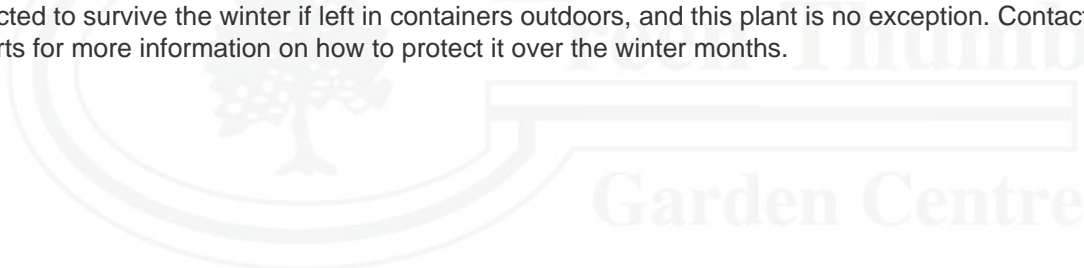 cted to survive the winter if left in containers outdoors, and this plant is no exception. Contact
rts for more information on how to protect it over the winter months.
reen Thumb
Garden Centre